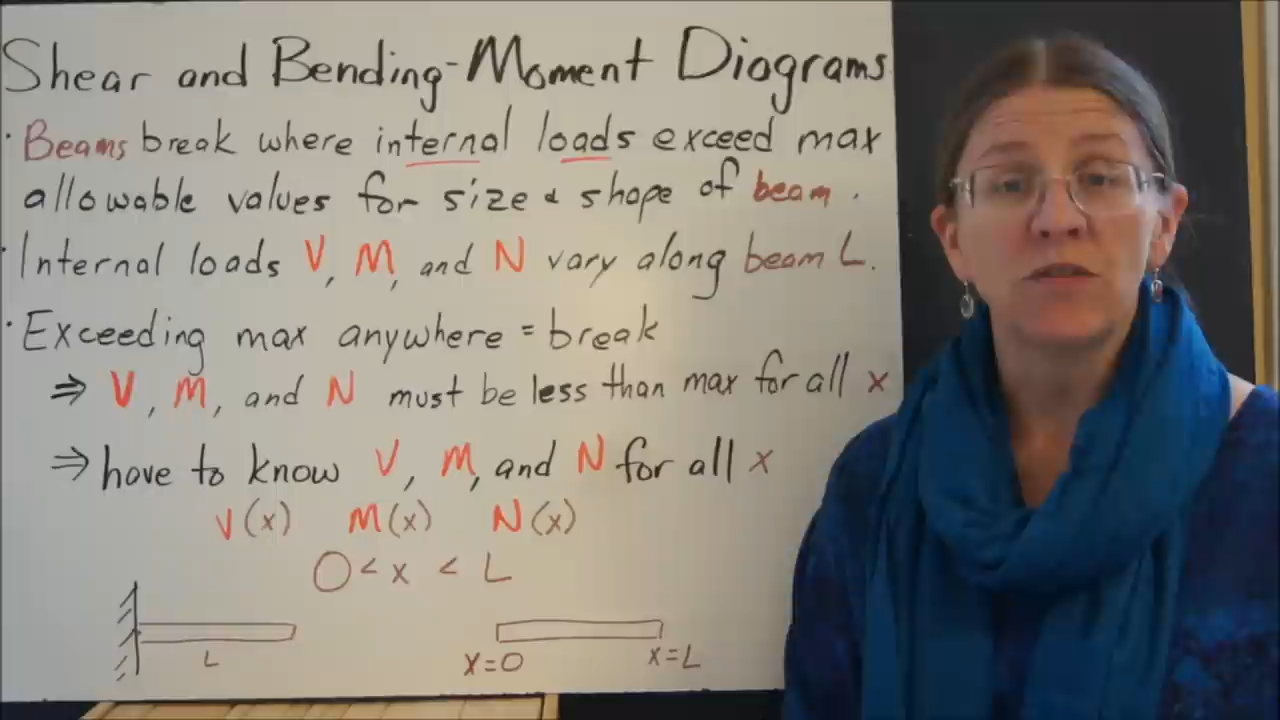 Shear and Bending-Moment Diagrams
· Beams break where internal loads exceed max
allowable values for size & shape of beam.
· Internal loads V, M, and N vary along beam L.
· Exceeding max anywhere = break
⇒ V, M, and N must be less than max for all x
⇒ have to know V, M, and N for all x
V(x) M(x) N(x)
0 < x < L
L
x=0 x=L